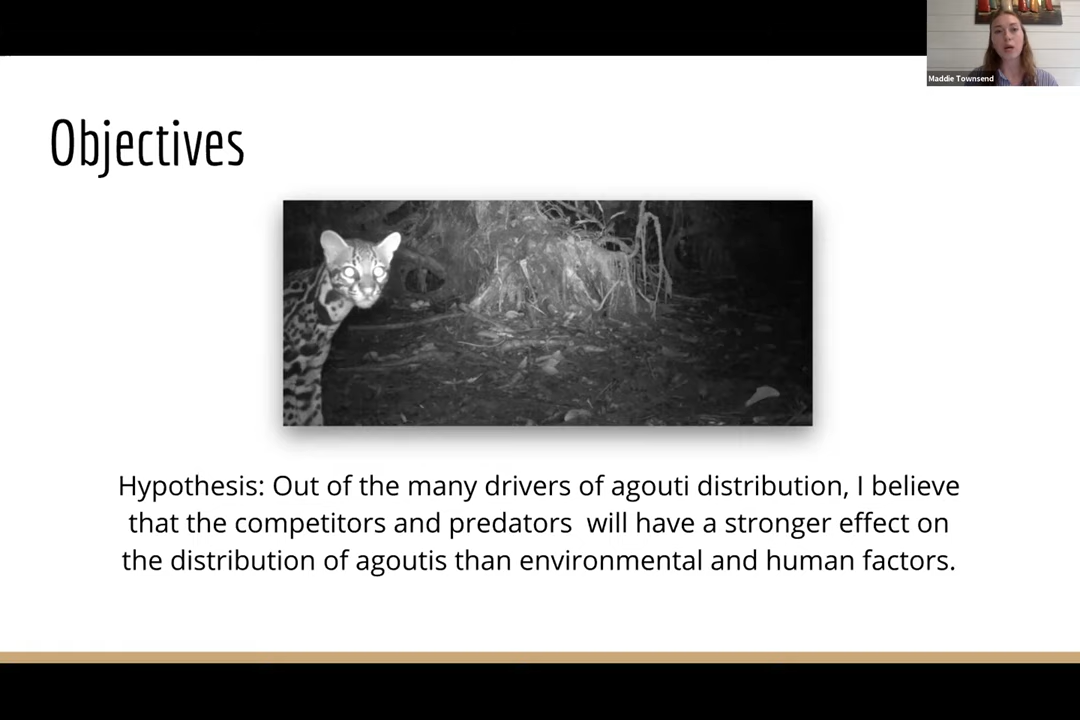 Maddie Townsend
Objectives
Hypothesis: Out of the many drivers of agouti distribution, I believe
that the competitors and predators  will have a stronger effect on
the distribution of agoutis than environmental and human factors.